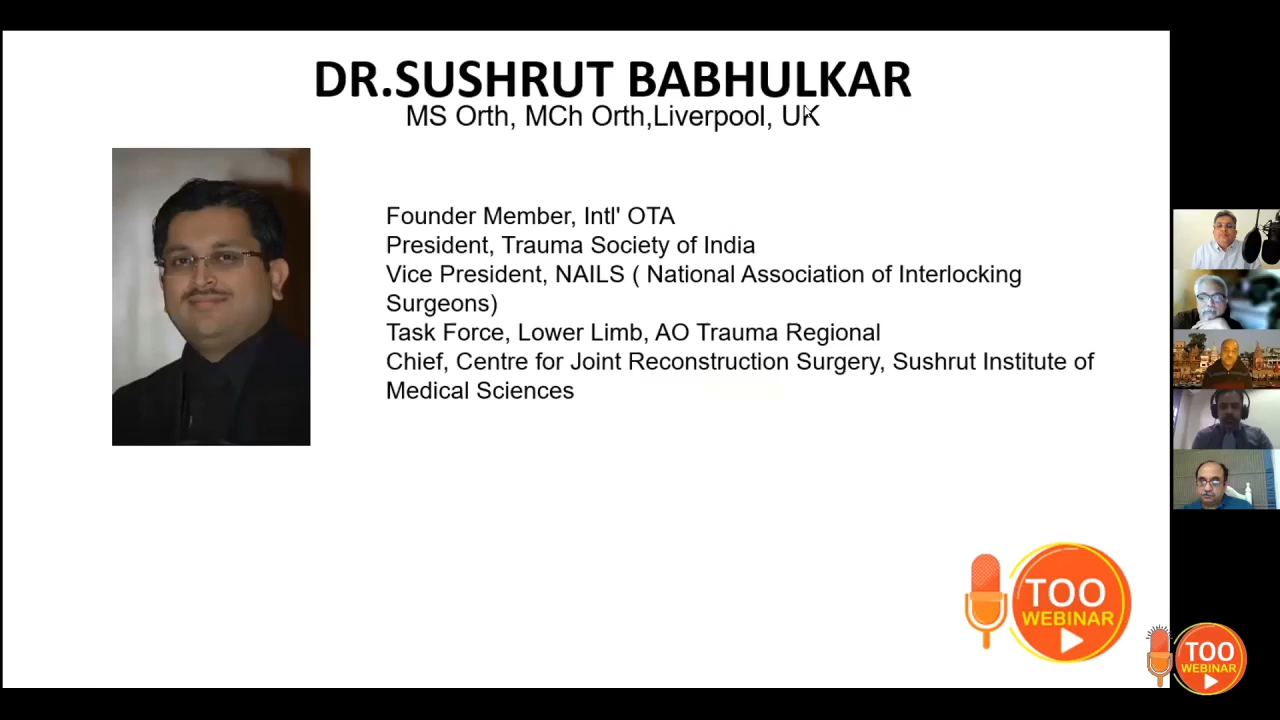 DR.SUSHRUT BABHULKAR
MS Orth, MCh Orth,Liverpool, UK
Founder Member, Intl' OTA
President, Trauma Society of India
Vice President, NAILS ( National Association of Interlocking
Surgeons)
Task Force, Lower Limb, AO Trauma Regional
Chief, Centre for Joint Reconstruction Surgery, Sushrut Institute of
Medical Sciences
TOO
WEBINAR
TOO
WEBINAR